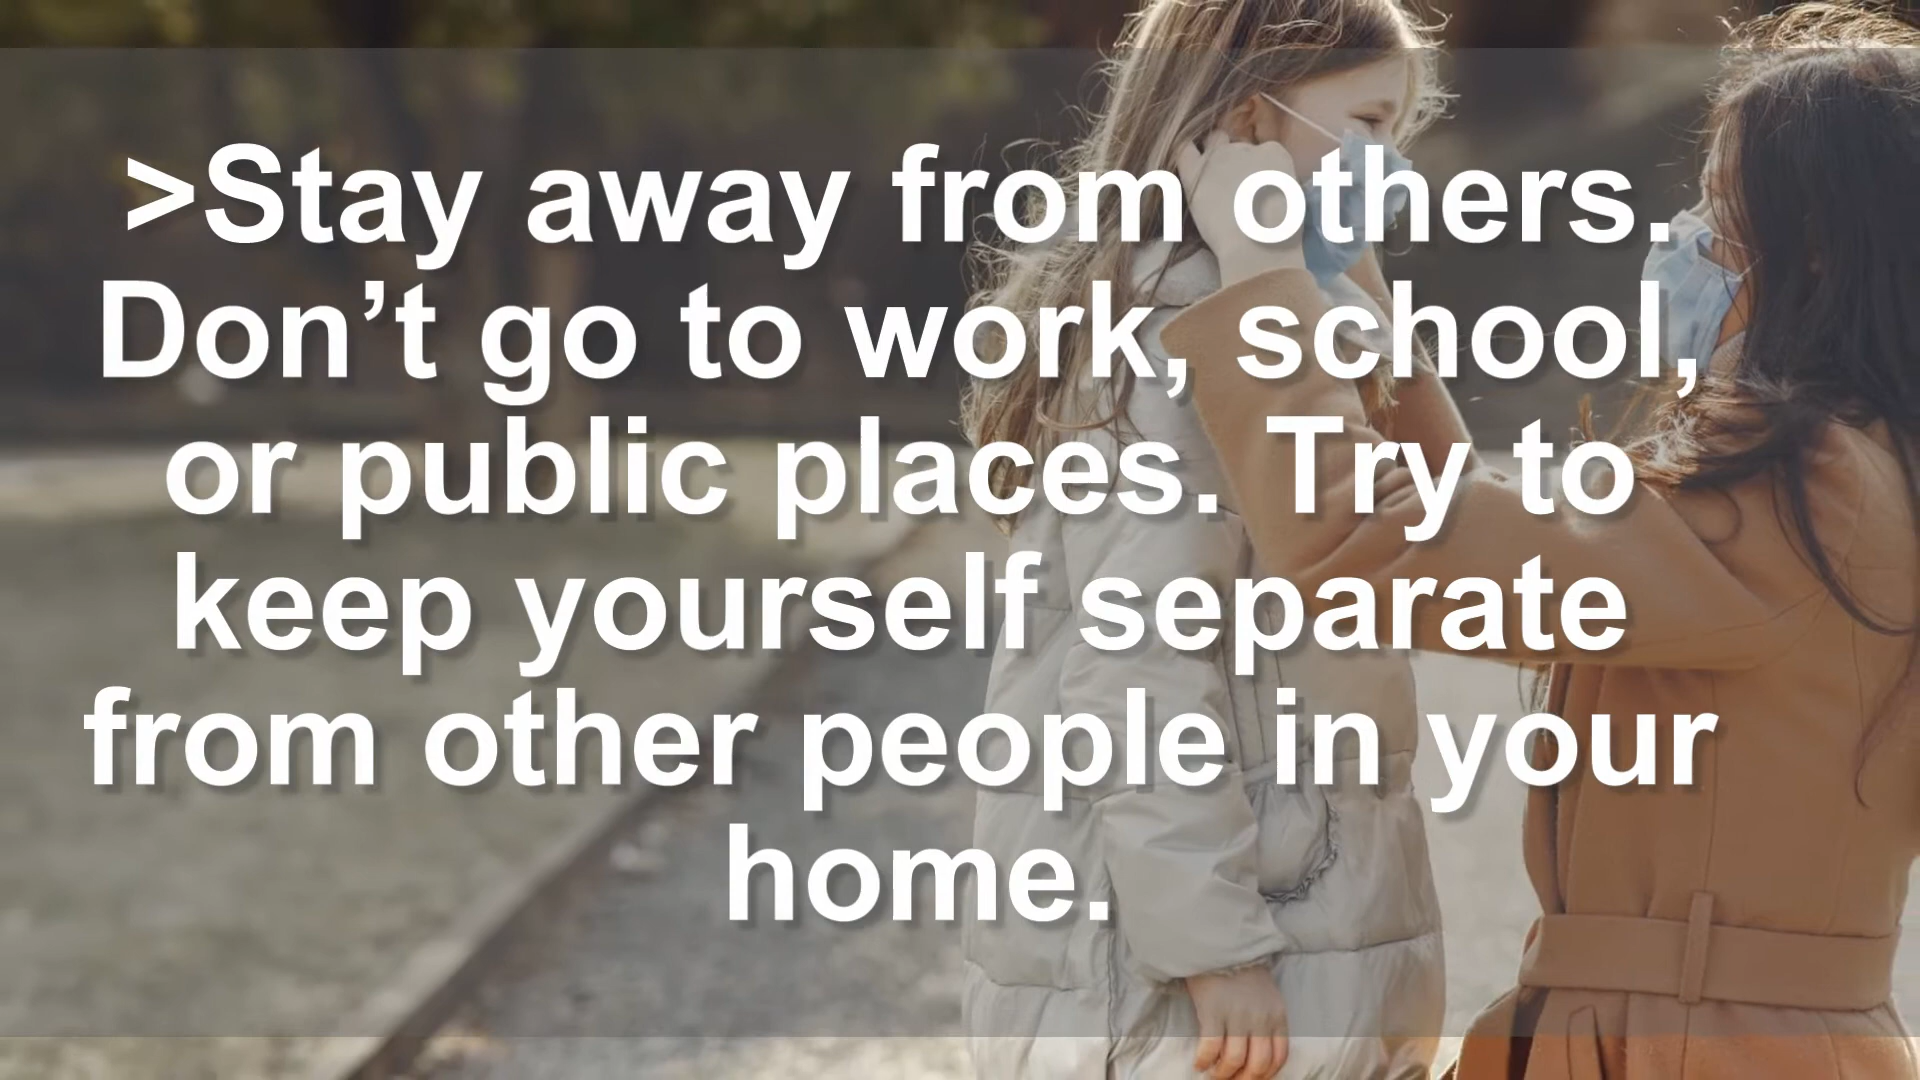 >Stay away from others.
Don’t go to work, school,
or public places. Try to
keep yourself separate
from other people in your
home.